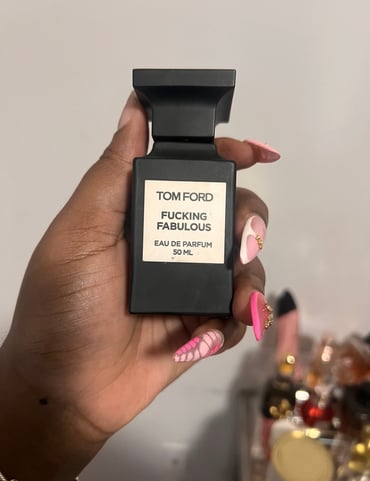 TOM FORD
FUCKING
FABULOUS
EAU DE PARFUM
50 ML